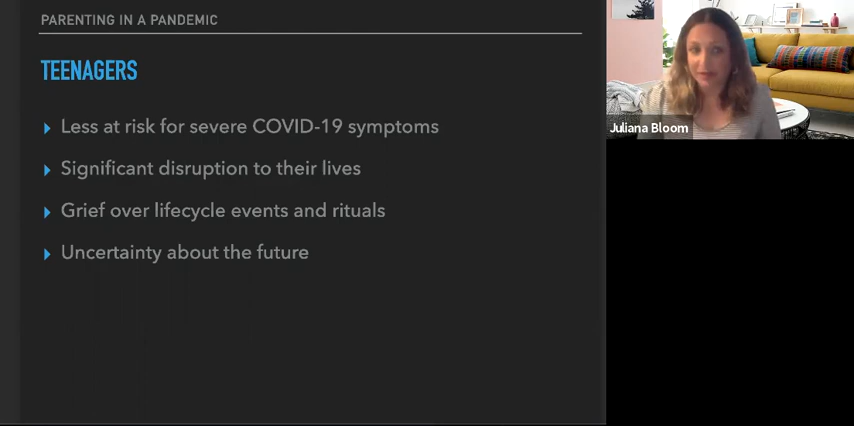 PARENTING IN A PANDEMIC
TEENAGERS
Less at risk for severe COVID-19 symptoms
Significant disruption to their lives
Grief over lifecycle events and rituals
Uncertainty about the future
Juliana Bloom